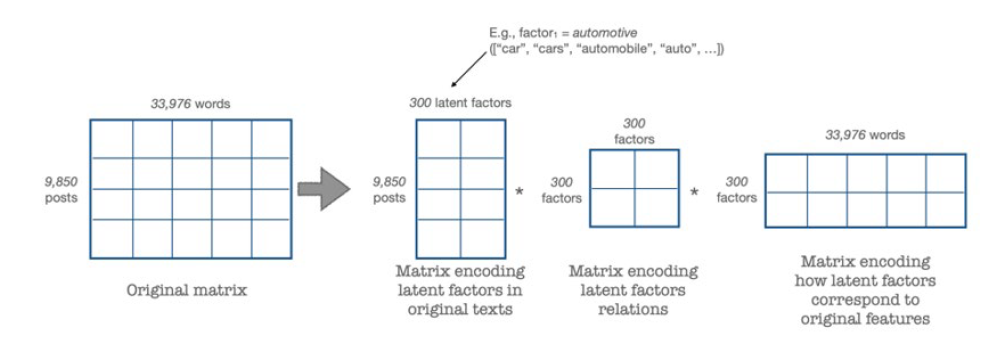 E.g., factor₁ = automotive
(["car", "cars", "automobile", "auto", ...])
33,976 words
9,850
posts
Original matrix
300 latent factors
9,850
posts
*
Matrix encoding
latent factors in
original texts
300
factors
300
factors
*
Matrix encoding
latent factors
relations
33,976 words
300
factors
Matrix encoding
how latent factors
correspond to
original features